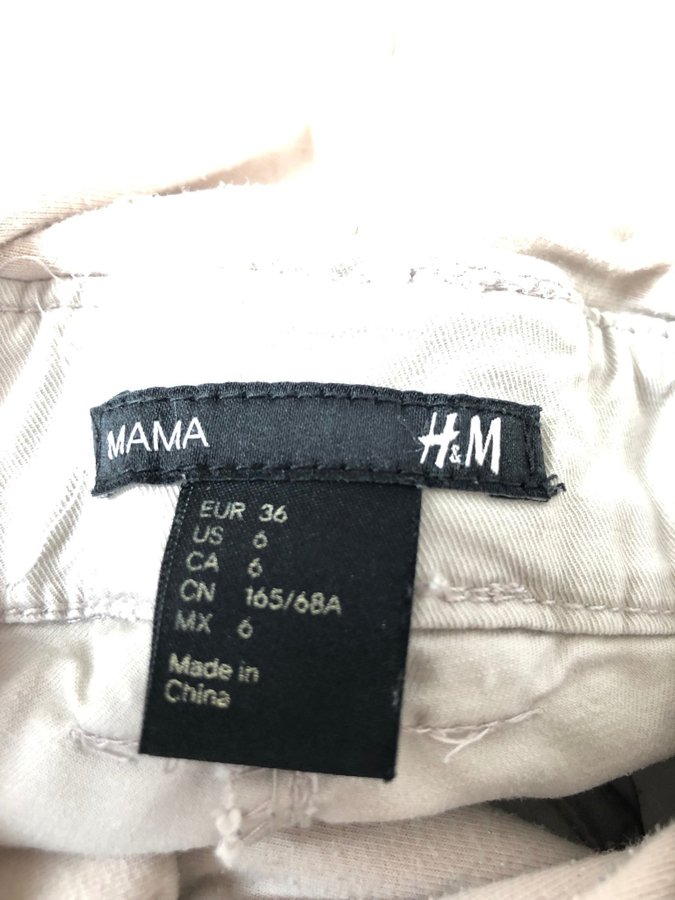 MAMA H&M
EUR 36
US 6
CA 6
CN 165/68A
MX 6
Made in
China